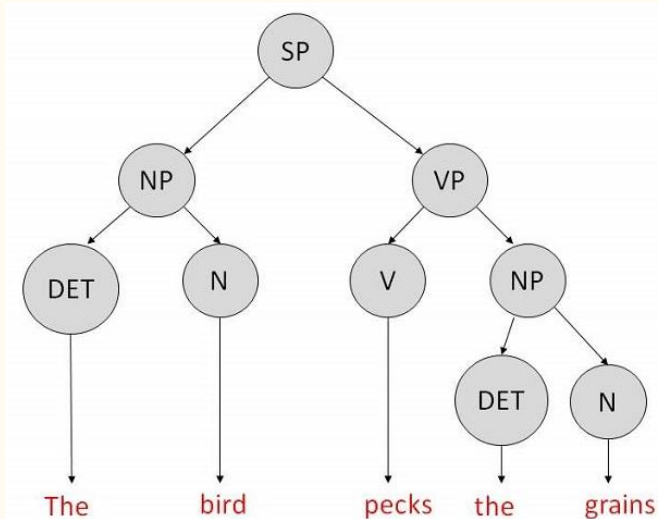 SP
NP VP
DET N V NP
DET N
The bird pecks the grains